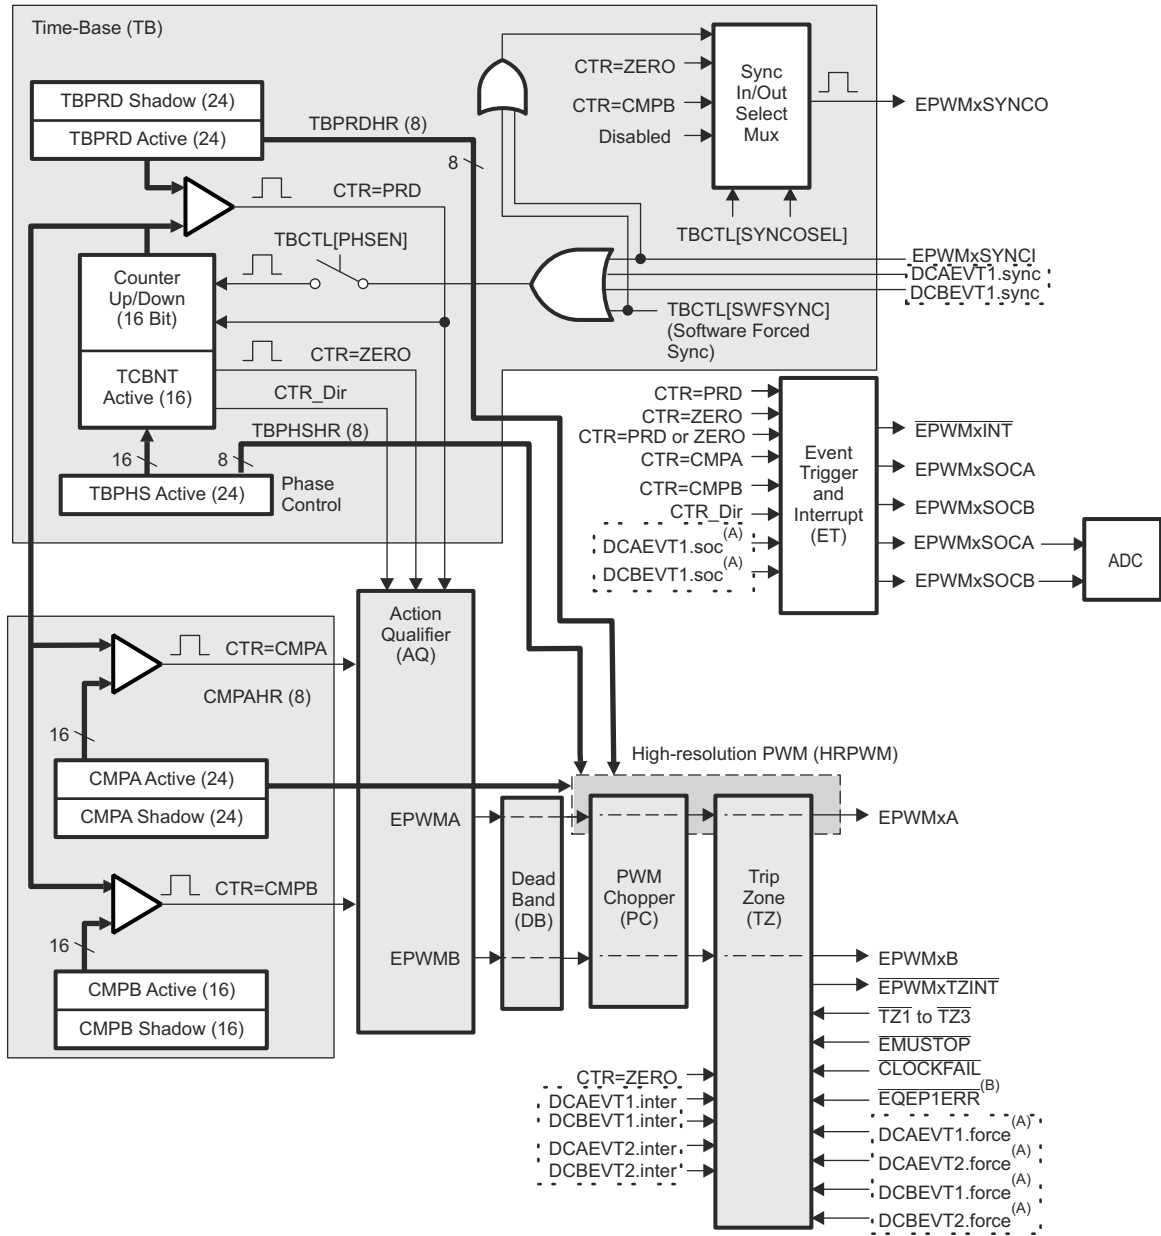 Time-Base (TB)
TBPRD Shadow (24)
TBPRD Active (24)
TBPRDHR (8)
8
CTR=PRD
TBCTL[PHSEN]
Counter
Up/Down
(16 Bit)
TCBNT
Active (16)
CTR=ZERO
CTR_Dir
TBPHSHR (8)
16
8
TBPHS Active (24)
Phase
Control
CTR=ZERO
CTR=CMPB
Disabled
Sync
In/Out
Select
Mux
EPWMxSYNCO
TBCTL[SYNCOSEL]
EPWMxSYNCI
DCAEVT1.sync
DCBEVT1.sync
TBCTL[SWFSYNC]
(Software Forced
Sync)
CTR=PRD
CTR=ZERO
CTR=PRD or ZERO
CTR=CMPA
CTR=CMPB
CTR_Dir
DCAEVT1.soc(A)
DCBEVT1.soc(A)
Event
Trigger
and
Interrupt
(ET)
EPWMxINT
EPWMxSOCA
EPWMxSOCB
EPWMxSOCA
EPWMxSOCB
ADC
Action
Qualifier
(AQ)
CTR=CMPA
CMPAHR (8)
16
CMPA Active (24)
CMPA Shadow (24)
CTR=CMPB
16
CMPB Active (16)
CMPB Shadow (16)
EPWMA
EPWMB
High-resolution PWM (HRPWM)
Dead
Band
(DB)
PWM
Chopper
(PC)
Trip
Zone
(TZ)
EPWMxA
EPWMxB
EPWMxTZINT
TZ1 to TZ3
EMUSTOP
CLOCKFAIL
EQEP1ERR(B)
DCAEVT1.force(A)
DCAEVT2.force(A)
DCBEVT1.force(A)
DCBEVT2.force(A)
CTR=ZERO
DCAEVT1.inter
DCBEVT1.inter
DCAEVT2.inter
DCBEVT2.inter